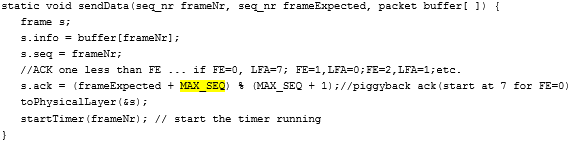 static void sendData(seq_nr frameNr, seq_nr frameExpected, packet buffer[ ]) {
frame s;
s.info = buffer[frameNr];
s.seq = frameNr;
//ACK one less than FE ... if FE=0, LFA=7; FE=1,LFA=0;FE=2,LFA=1;etc.
s.ack = (frameExpected + MAX_SEQ) % (MAX_SEQ + 1);//piggyback ack(start at 7 for FE=0)
toPhysicalLayer(&s);
startTimer(frameNr); // start the timer running
}